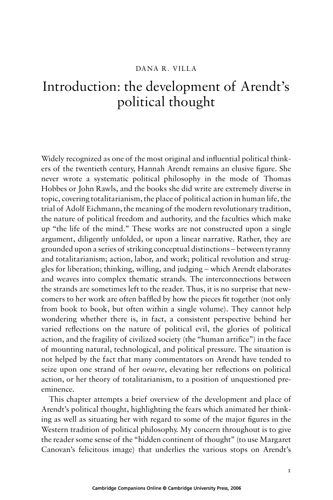 DANA R. VILLA
Introduction: the development of Arendt's
political thought
Widely recognized as one of the most original and influential political think-
ers of the twentieth century, Hannah Arendt remains an elusive figure. She
never wrote a systematic political philosophy in the mode of Thomas
Hobbes or John Rawls, and the books she did write are extremely diverse in
topic, covering totalitarianism, the place of political action in human life, the
trial of Adolf Eichmann, the meaning of the modern revolutionary tradition,
the nature of political freedom and authority, and the faculties which make
up "the life of the mind." These works are not constructed upon a single
argument, diligently unfolded, or upon a linear narrative. Rather, they are
grounded upon a series of striking conceptual distinctions – between tyranny
and totalitarianism; action, labor, and work; political revolution and strug-
gles for liberation; thinking, willing, and judging – which Arendt elaborates
and weaves into complex thematic strands. The interconnections between
the strands are sometimes left to the reader. Thus, it is no surprise that new-
comers to her work are often baffled by how the pieces fit together (not only
from book to book, but often within a single volume). They cannot help
wondering whether there is, in fact, a consistent perspective behind her
varied reflections on the nature of political evil, the glories of political
action, and the fragility of civilized society (the "human artifice") in the face
of mounting natural, technological, and political pressure. The situation is
not helped by the fact that many commentators on Arendt have tended to
seize upon one strand of her oeuvre, elevating her reflections on political
action, or her theory of totalitarianism, to a position of unquestioned pre-
eminence.
This chapter attempts a brief overview of the development and place of
Arendt's political thought, highlighting the fears which animated her think-
ing as well as situating her with regard to some of the major figures in the
Western tradition of political philosophy. My concern throughout is to give
the reader some sense of the "hidden continent of thought" (to use Margaret
Canovan's felicitous image) that underlies the various stops on Arendt's
1
Cambridge Companions Online © Cambridge University Press, 2006